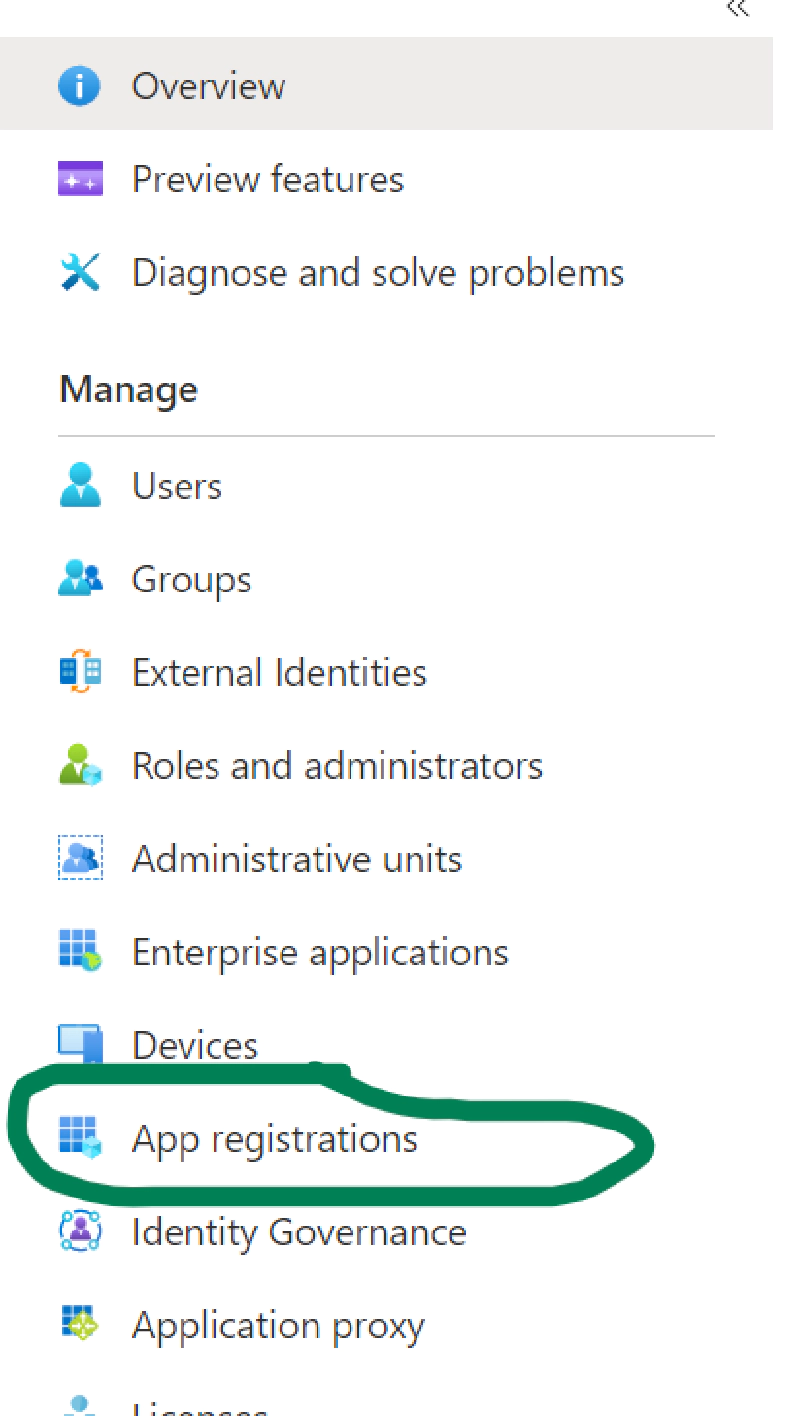 Overview
Preview features
Diagnose and solve problems
Manage
Users
Groups
External Identities
Roles and administrators
Administrative units
Enterprise applications
Devices
App registrations
Identity Governance
Application proxy
Licenses